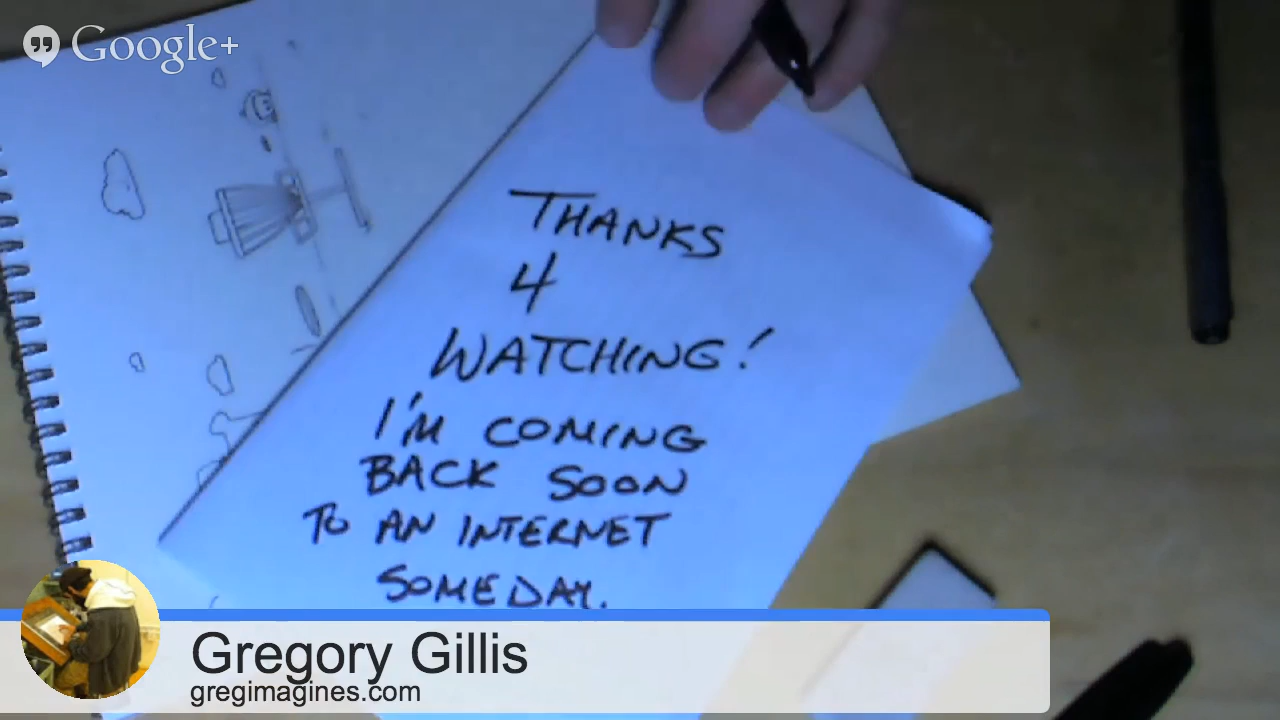 Google+
THANKS
4
WATCHING!
I'M COMING
BACK SOON
TO AN INTERNET
SOMEDAY.
Gregory Gillis
gregimagines.com